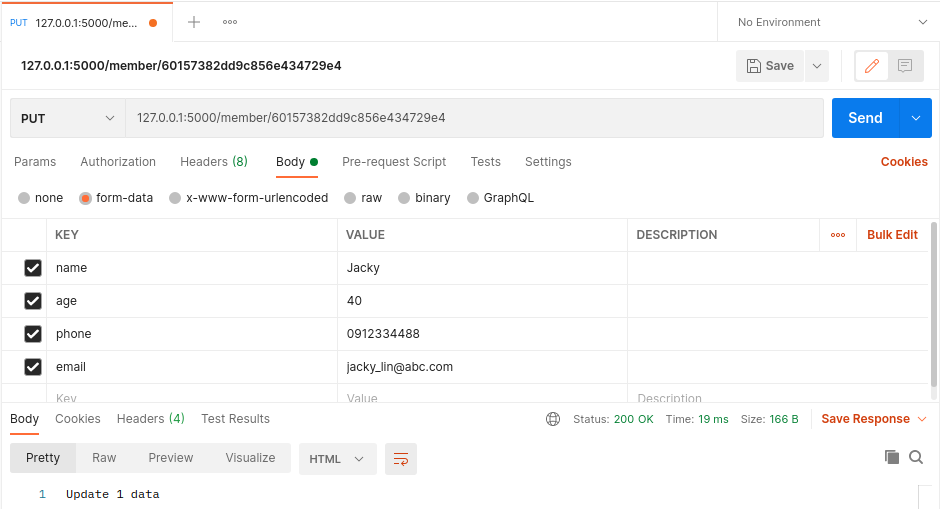 PUT 127.0.0.1:5000/me... No Environment
127.0.0.1:5000/member/60157382dd9c856e434729e4 Save
PUT 127.0.0.1:5000/member/60157382dd9c856e434729e4 Send
Params Authorization Headers (8) Body Pre-request Script Tests Settings Cookies
none form-data x-www-form-urlencoded raw binary GraphQL
KEY VALUE DESCRIPTION Bulk Edit
name Jacky
age 40
phone 0912334488
email jacky_lin@abc.com
Key Value Description
Body Cookies Headers (4) Test Results Status: 200 OK Time: 19 ms Size: 166 B Save Response
Pretty Raw Preview Visualize HTML
1 Update 1 data